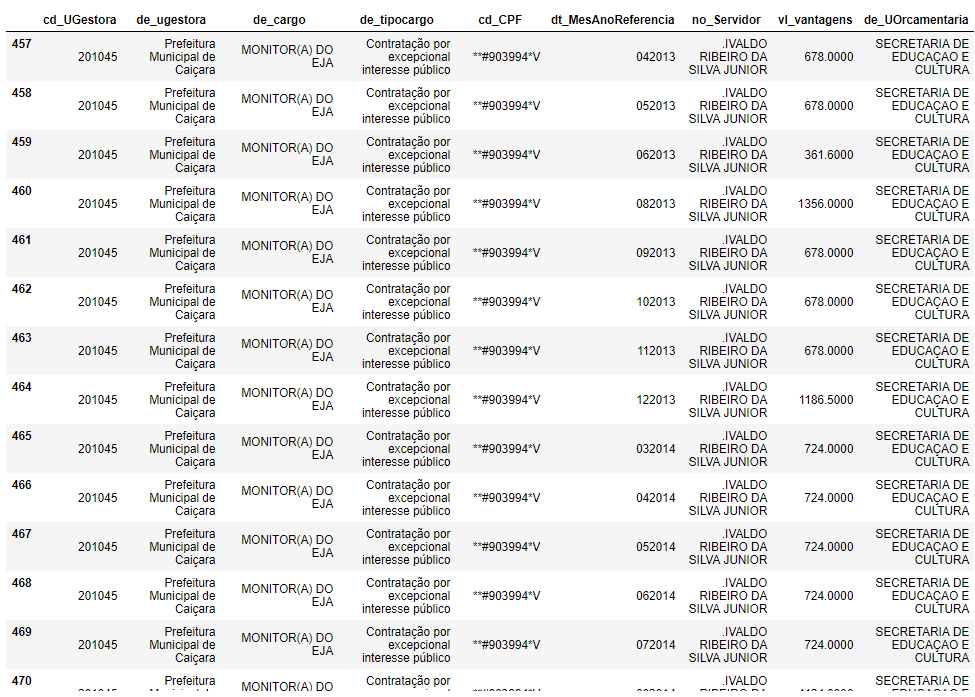 cd_UGestora de_ugestora de_cargo de_tipocargo cd_CPF dt_MesAnoReferencia no_Servidor vl_vantagens de_UOrcamentaria
457 Prefeitura MONITOR(A) DO Contratação por .IVALDO SECRETARIA DE
201045 Municipal de EJA excepcional **#903994*V 042013 RIBEIRO DA 678.0000 EDUCAÇAO E
Caiçara interesse público SILVA JUNIOR CULTURA
458 Prefeitura MONITOR(A) DO Contratação por .IVALDO SECRETARIA DE
201045 Municipal de EJA excepcional **#903994*V 052013 RIBEIRO DA 678.0000 EDUCAÇAO E
Caiçara interesse público SILVA JUNIOR CULTURA
459 Prefeitura MONITOR(A) DO Contratação por .IVALDO SECRETARIA DE
201045 Municipal de EJA excepcional **#903994*V 062013 RIBEIRO DA 361.6000 EDUCAÇAO E
Caiçara interesse público SILVA JUNIOR CULTURA
460 Prefeitura MONITOR(A) DO Contratação por .IVALDO SECRETARIA DE
201045 Municipal de EJA excepcional **#903994*V 082013 RIBEIRO DA 1356.0000 EDUCAÇAO E
Caiçara interesse público SILVA JUNIOR CULTURA
461 Prefeitura MONITOR(A) DO Contratação por .IVALDO SECRETARIA DE
201045 Municipal de EJA excepcional **#903994*V 092013 RIBEIRO DA 678.0000 EDUCAÇAO E
Caiçara interesse público SILVA JUNIOR CULTURA
462 Prefeitura MONITOR(A) DO Contratação por .IVALDO SECRETARIA DE
201045 Municipal de EJA excepcional **#903994*V 102013 RIBEIRO DA 678.0000 EDUCAÇAO E
Caiçara interesse público SILVA JUNIOR CULTURA
463 Prefeitura MONITOR(A) DO Contratação por .IVALDO SECRETARIA DE
201045 Municipal de EJA excepcional **#903994*V 112013 RIBEIRO DA 678.0000 EDUCAÇAO E
Caiçara interesse público SILVA JUNIOR CULTURA
464 Prefeitura MONITOR(A) DO Contratação por .IVALDO SECRETARIA DE
201045 Municipal de EJA excepcional **#903994*V 122013 RIBEIRO DA 1186.5000 EDUCAÇAO E
Caiçara interesse público SILVA JUNIOR CULTURA
465 Prefeitura MONITOR(A) DO Contratação por .IVALDO SECRETARIA DE
201045 Municipal de EJA excepcional **#903994*V 032014 RIBEIRO DA 724.0000 EDUCAÇAO E
Caiçara interesse público SILVA JUNIOR CULTURA
466 Prefeitura MONITOR(A) DO Contratação por .IVALDO SECRETARIA DE
201045 Municipal de EJA excepcional **#903994*V 042014 RIBEIRO DA 724.0000 EDUCAÇAO E
Caiçara interesse público SILVA JUNIOR CULTURA
467 Prefeitura MONITOR(A) DO Contratação por .IVALDO SECRETARIA DE
201045 Municipal de EJA excepcional **#903994*V 052014 RIBEIRO DA 724.0000 EDUCAÇAO E
Caiçara interesse público SILVA JUNIOR CULTURA
468 Prefeitura MONITOR(A) DO Contratação por .IVALDO SECRETARIA DE
201045 Municipal de EJA excepcional **#903994*V 062014 RIBEIRO DA 724.0000 EDUCAÇAO E
Caiçara interesse público SILVA JUNIOR CULTURA
469 Prefeitura MONITOR(A) DO Contratação por .IVALDO SECRETARIA DE
201045 Municipal de EJA excepcional **#903994*V 072014 RIBEIRO DA 724.0000 EDUCAÇAO E
Caiçara interesse público SILVA JUNIOR CULTURA
470 Prefeitura MONITOR(A) DO Contratação por .IVALDO SECRETARIA DE